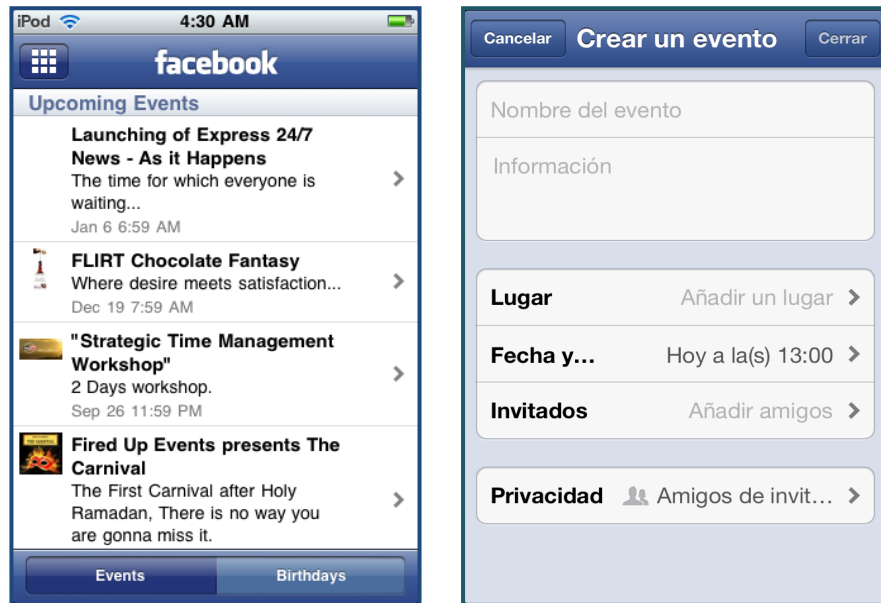 iPod 4:30 AM
facebook
Upcoming Events
Launching of Express 24/7
News - As it Happens
The time for which everyone is
waiting...
Jan 6 6:59 AM
FLIRT Chocolate Fantasy
Where desire meets satisfaction...
Dec 19 7:59 AM
"Strategic Time Management
Workshop"
2 Days workshop.
Sep 26 11:59 PM
Fired Up Events presents The
Carnival
The First Carnival after Holy
Ramadan, There is no way you
are gonna miss it.
Events Birthdays
Cancelar Crear un evento Cerrar
Nombre del evento
Información
Lugar Añadir un lugar
Fecha y... Hoy a la(s) 13:00
Invitados Añadir amigos
Privacidad Amigos de invit...